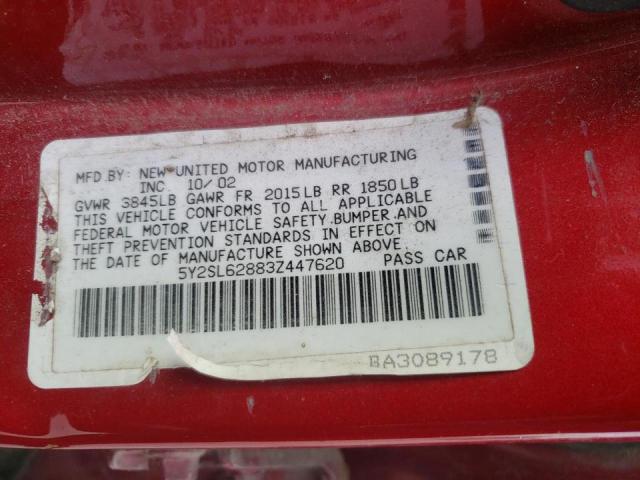 MFD.BY: NEW UNITED MOTOR MANUFACTURING
INC. 10/02
GVWR 3845LB GAWR FR 2015LB RR 1850LB
THIS VEHICLE CONFORMS TO ALL APPLICABLE
FEDERAL MOTOR VEHICLE SAFETY, BUMPER, AND
THEFT PREVENTION STANDARDS IN EFFECT ON
THE DATE OF MANUFACTURE SHOWN ABOVE.
5Y2SL62883Z447620 PASS CAR
BA3089178